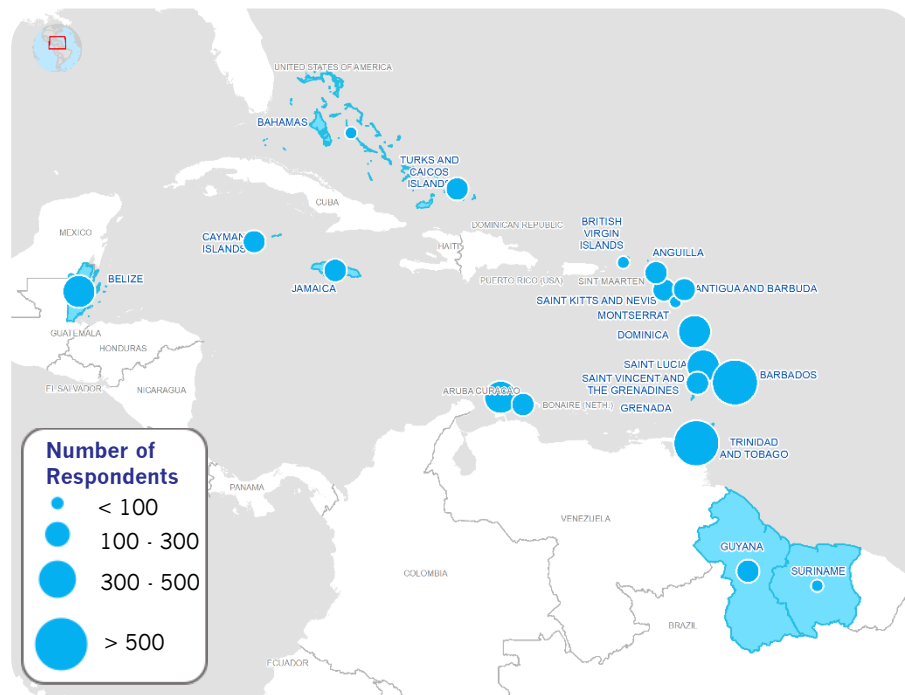 UNITED STATES OF AMERICA
BAHAMAS
TURKS AND
CAICOS
ISLANDS
CUBA
MEXICO
CAYMAN
ISLANDS
HAITI
DOMINICAN REPUBLIC
BRITISH
VIRGIN
ISLANDS
ANGUILLA
BELIZE
JAMAICA
PUERTO RICO (USA)
SINT MAARTEN
ANTIGUA AND BARBUDA
SAINT KITTS AND NEVIS
MONTSERRAT
GUATEMALA
HONDURAS
DOMINICA
EL SALVADOR
NICARAGUA
SAINT LUCIA
BARBADOS
SAINT VINCENT AND
THE GRENADINES
ARUBA
CURAÇAO
BONAIRE (NETH.)
GRENADA
TRINIDAD
AND TOBAGO
Number of
Respondents
< 100
100 - 300
300 - 500
> 500
PANAMA
VENEZUELA
COLOMBIA
GUYANA
SURINAME
BRAZIL
ECUADOR